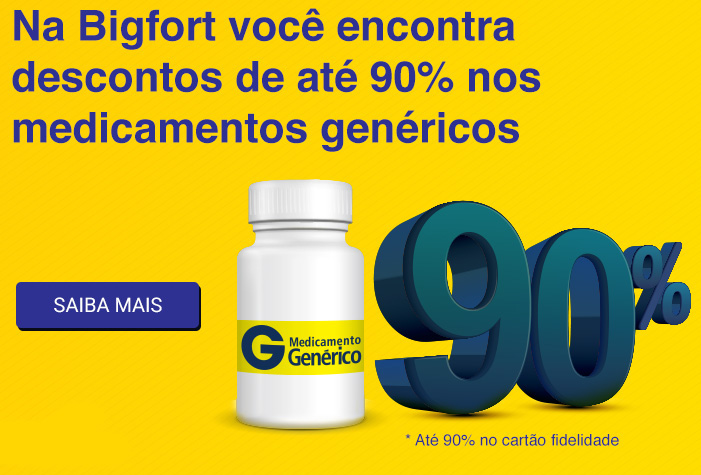 Na Bigfort você encontra
descontos de até 90% nos
medicamentos genéricos
SAIBA MAIS
G Medicamento
Genérico
90%
* Até 90% no cartão fidelidade